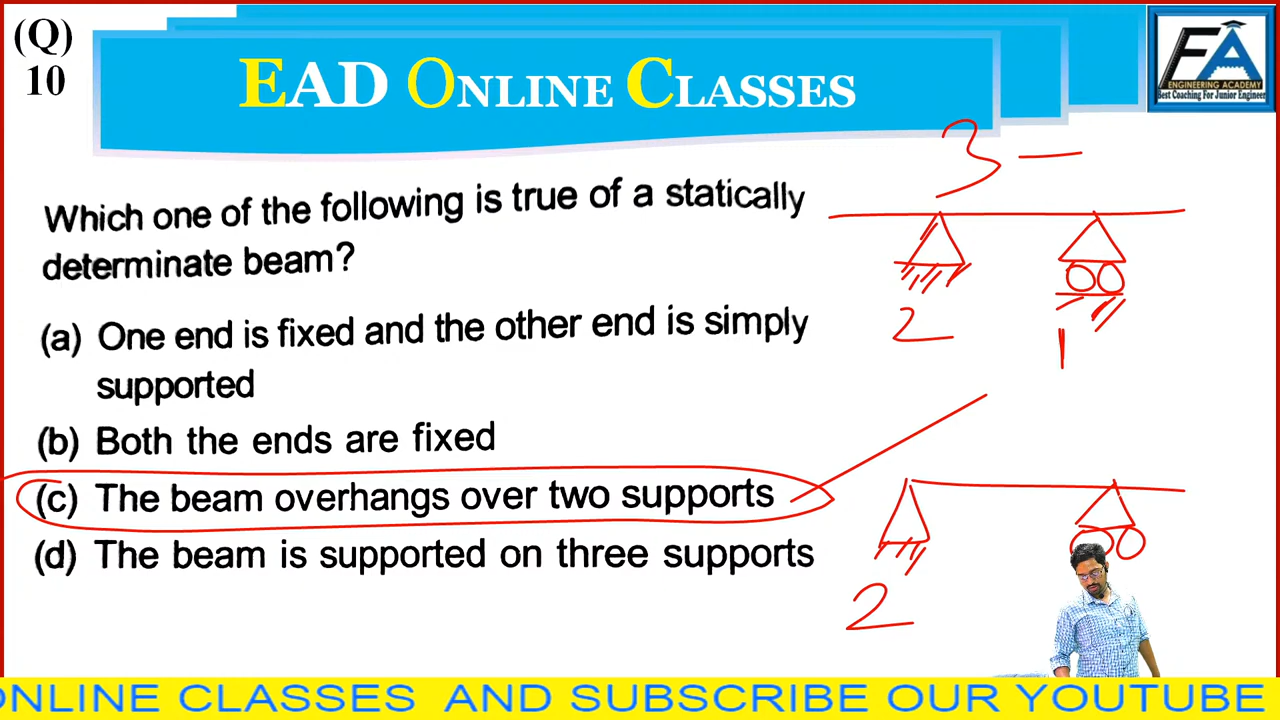 (Q)
10
EAD ONLINE CLASSES
FA
ENGINEERING ACADEMY
Best Coaching For Junior Engineer
3 —
Which one of the following is true of a statically
determinate beam?
(a) One end is fixed and the other end is simply
supported
(b) Both the ends are fixed
(c) The beam overhangs over two supports
(d) The beam is supported on three supports
2
1
2
ONLINE CLASSES AND SUBSCRIBE OUR YOUTUBE